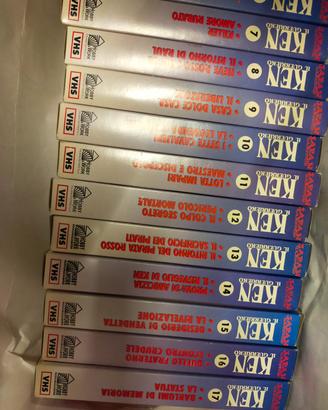 KEN
IL GUERRIERO
7
KILLER
• AMORE RUBATO
VHS
KEN
IL GUERRIERO
8
NEVE ROSSA
• IL RITORNO DI RAUL
VHS
KEN
IL GUERRIERO
9
CASA DOLCE CASA
• IL LIBERATORE
VHS
KEN
IL GUERRIERO
10
I SETTE CAVALIERI
• LA
VHS
KEN
IL GUERRIERO
11
LOTTA IMPARI
• MAESTRO E DISCEPOLO
VHS
KEN
IL GUERRIERO
12
IL COLPO SEGRETO
• PERICOLO MORTALE
VHS
KEN
IL GUERRIERO
13
IL RITORNO DEL PIRATA ROSSO
• IL SACRIFICIO DEI PIRATI
VHS
KEN
IL GUERRIERO
14
PROVA DI AMICIZIA
• IL RISVEGLIO DI KEN
VHS
KEN
IL GUERRIERO
15
DESIDERIO DI VENDETTA
• LA RIVELAZIONE
VHS
KEN
IL GUERRIERO
16
DUELLO FRATERNO
• SCONTRO CRUDELE
VHS
KEN
IL GUERRIERO
17
BARLUMI DI MEMORIA
• LA STATUA
VHS